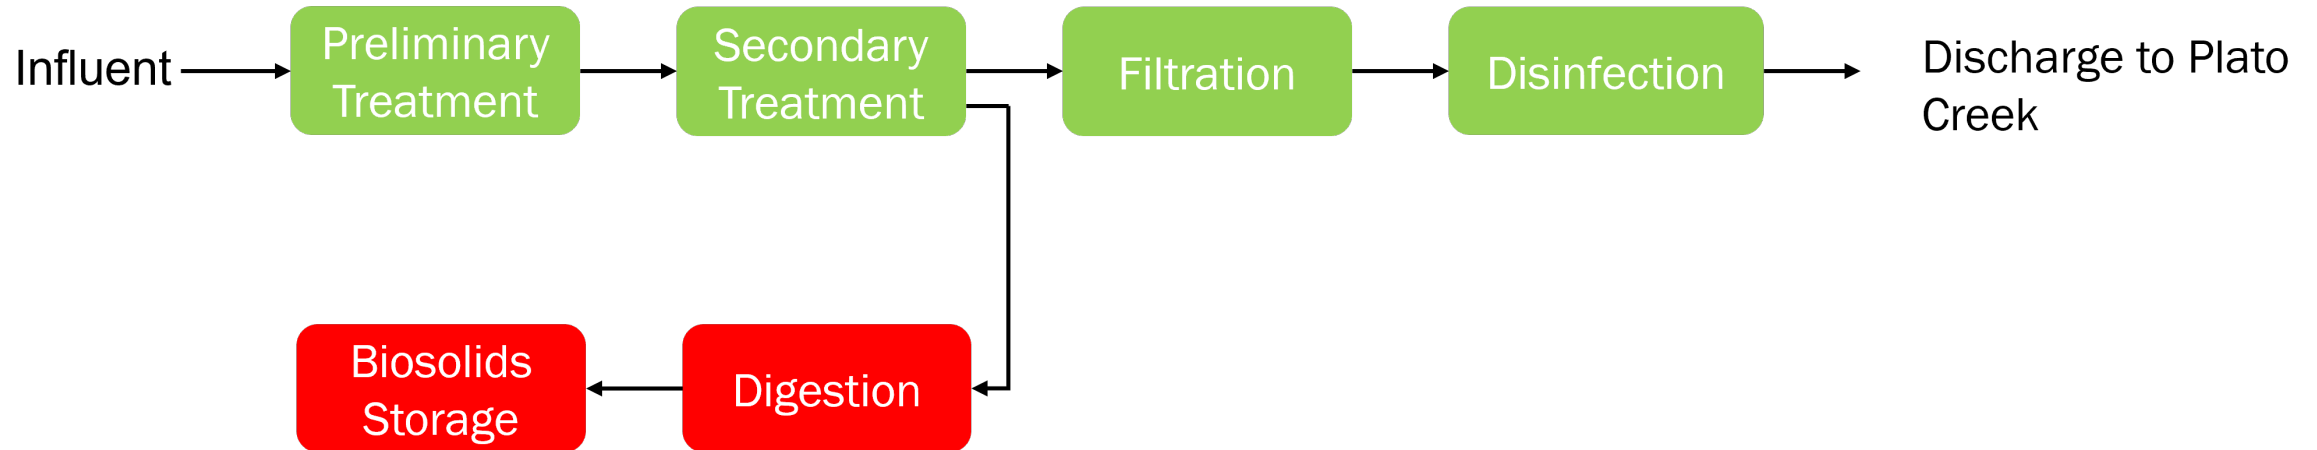 Influent
Preliminary
Treatment
Secondary
Treatment
Filtration
Disinfection
Discharge to Plato
Creek
Biosolids
Storage
Digestion